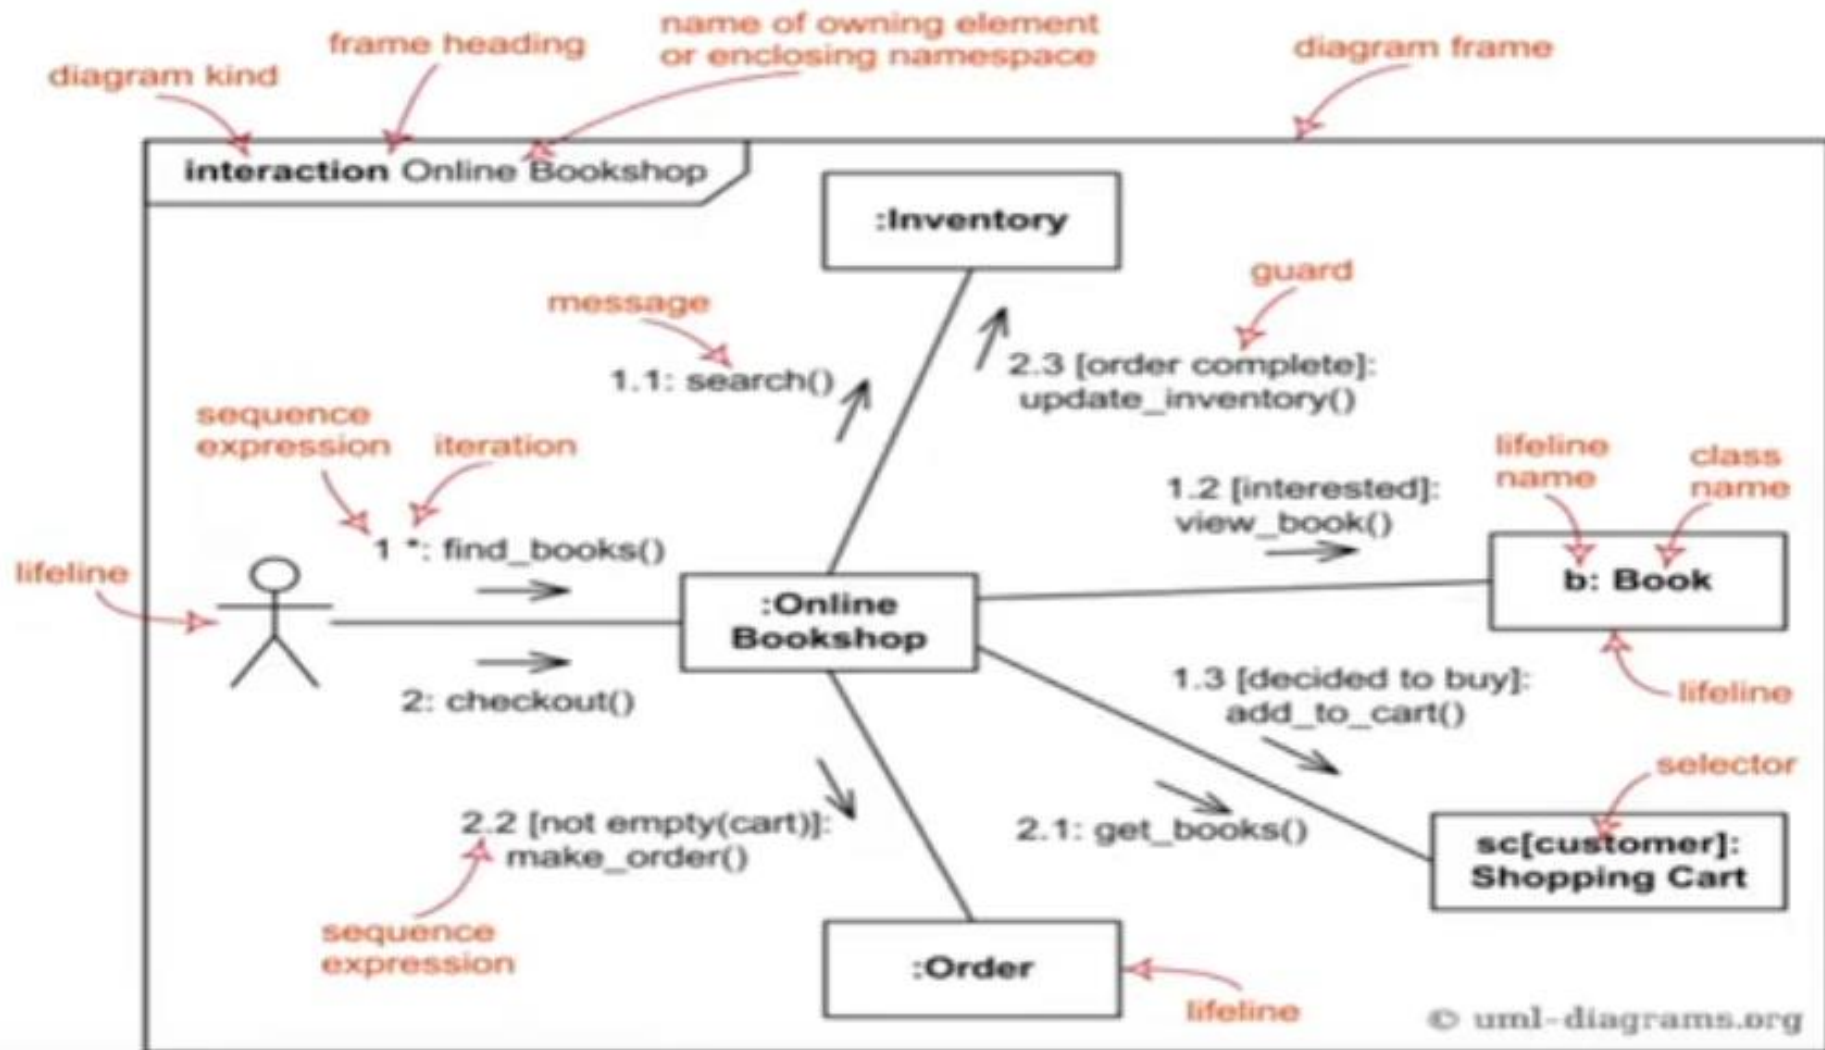 name of owning element
or enclosing namespace
frame heading
diagram frame
diagram kind
interaction Online Bookshop
:Inventory
guard
message
2.3 [order complete]:
update_inventory()
1.1: search()
sequence
expression
iteration
lifeline
name
class
name
1.2 [interested]:
view_book()
1 *: find_books()
lifeline
:Online
Bookshop
b: Book
2: checkout()
1.3 [decided to buy]:
add_to_cart()
lifeline
selector
2.2 [not empty(cart)]:
make_order()
2.1: get_books()
sc[customer]:
Shopping Cart
sequence
expression
:Order
lifeline
© uml-diagrams.org